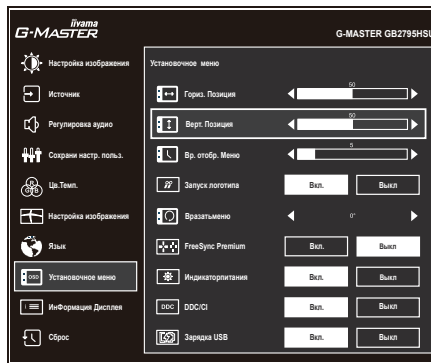 iiyama
G-MASTER
G-MASTER GB2795HSU
Настройка изображения
Источник
Регулировка аудио
Сохрани настр. польз.
R
G B
Цв.Темп.
Настройка изображения
Язык
OSD Установочное меню
i ИнФормация Дисплея
Сброс
Установочное меню
Гориз. Позиция 50
Верт. Позиция 50
Вр. отобр. Меню 5
Запуск логотипа Вкл. Выкл
Вразатьменю 0°
FreeSync Premium Вкл. Выкл
Индикаторпитания Вкл. Выкл
DDC DDC/CI Вкл. Выкл
Зарядка USB Вкл. Выкл